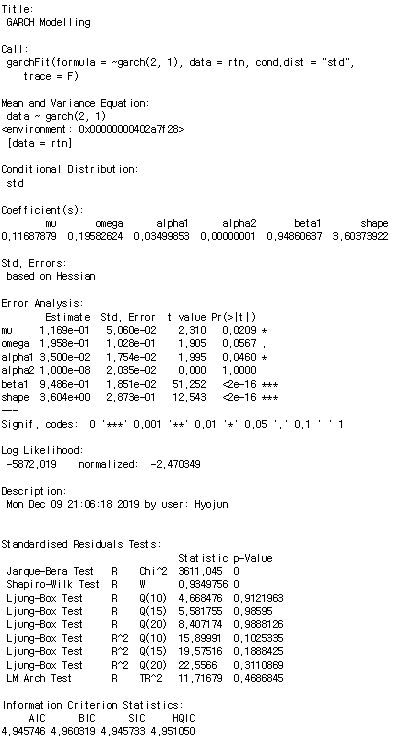 Title:
GARCH Modelling
Call:
garchFit(formula = ~garch(2, 1), data = rtn, cond.dist = "std",
trace = F)
Mean and Variance Equation:
data ~ garch(2, 1)
<environment: 0x00000000402a7f28>
[data = rtn]
Conditional Distribution:
std
Coefficient(s):
mu omega alpha1 alpha2 beta1 shape
0.11687879 0.19582624 0.03499853 0.00000001 0.94860637 3.60373922
Std. Errors:
based on Hessian
Error Analysis:
Estimate Std. Error t value Pr(>|t|)
mu 1.169e-01 5.060e-02 2.310 0.0209 *
omega 1.958e-01 1.028e-01 1.905 0.0567 .
alpha1 3.500e-02 1.754e-02 1.995 0.0460 *
alpha2 1.000e-08 2.035e-02 0.000 1.0000
beta1 9.486e-01 1.851e-02 51.252 <2e-16 ***
shape 3.604e+00 2.873e-01 12.543 <2e-16 ***
---
Signif. codes: 0 '***' 0.001 '**' 0.01 '*' 0.05 '.' 0.1 ' ' 1
Log Likelihood:
-5872.019 normalized: -2.470349
Description:
Mon Dec 09 21:06:18 2019 by user: Hyojun
Standardised Residuals Tests:
Statistic p-Value
Jarque-Bera Test R Chi^2 3611.045 0
Shapiro-Wilk Test R W 0.9349756 0
Ljung-Box Test R Q(10) 4.668476 0.9121963
Ljung-Box Test R Q(15) 5.581755 0.98595
Ljung-Box Test R Q(20) 8.407174 0.9888126
Ljung-Box Test R^2 Q(10) 15.89991 0.1025335
Ljung-Box Test R^2 Q(15) 19.57516 0.1888425
Ljung-Box Test R^2 Q(20) 22.5566 0.3110869
LM Arch Test R TR^2 11.71679 0.4686845
Information Criterion Statistics:
AIC BIC SIC HQIC
4.945746 4.960319 4.945733 4.951050